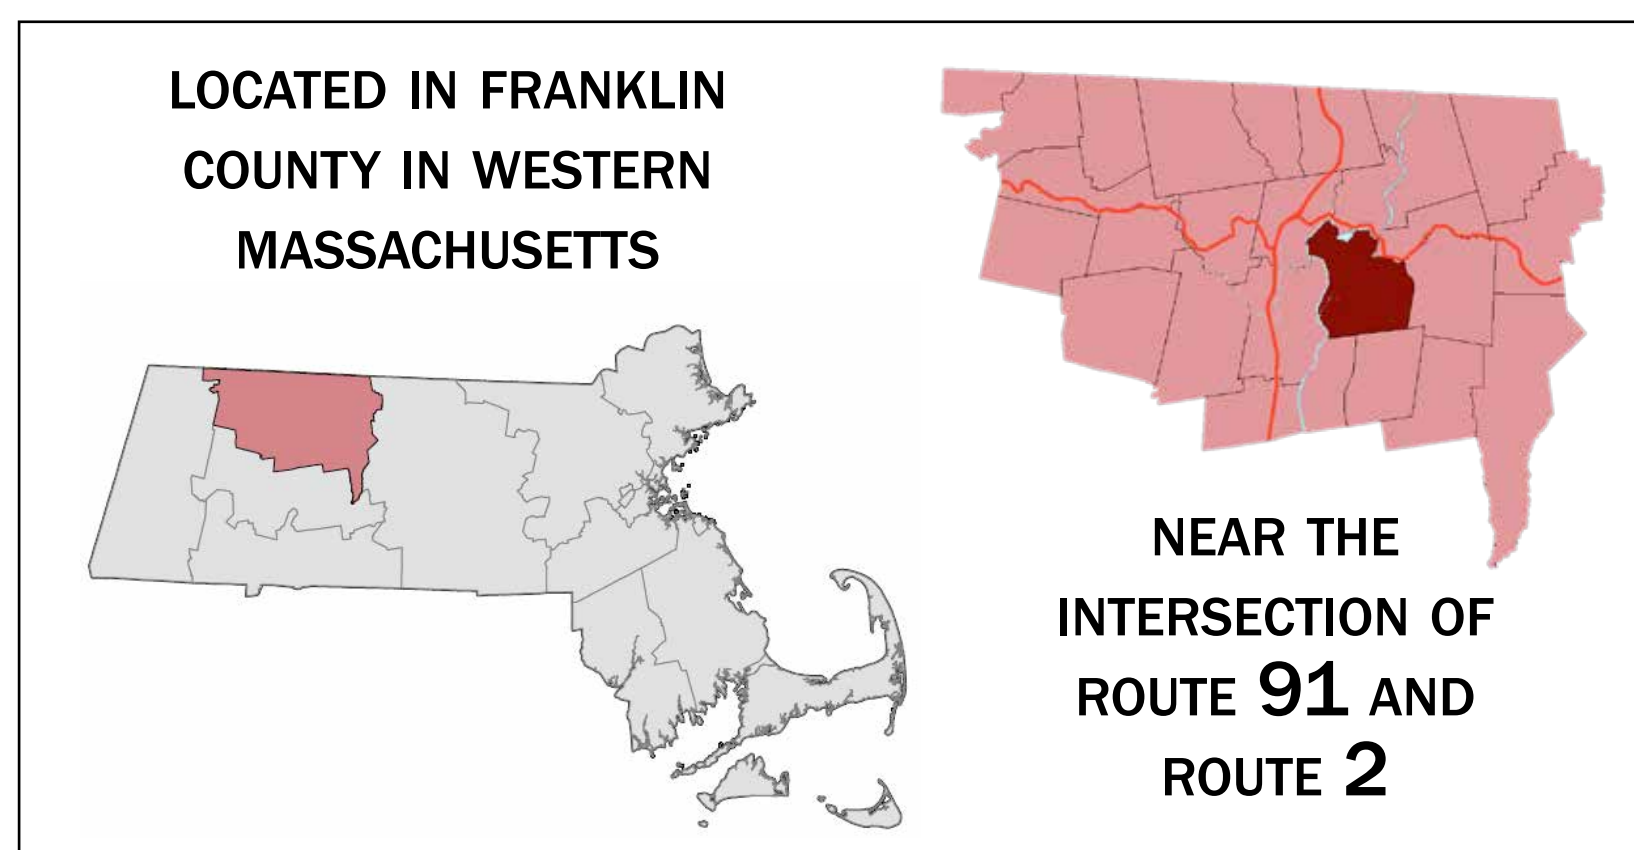 LOCATED IN FRANKLIN
COUNTY IN WESTERN
MASSACHUSETTS
NEAR THE
INTERSECTION OF
ROUTE 91 AND
ROUTE 2